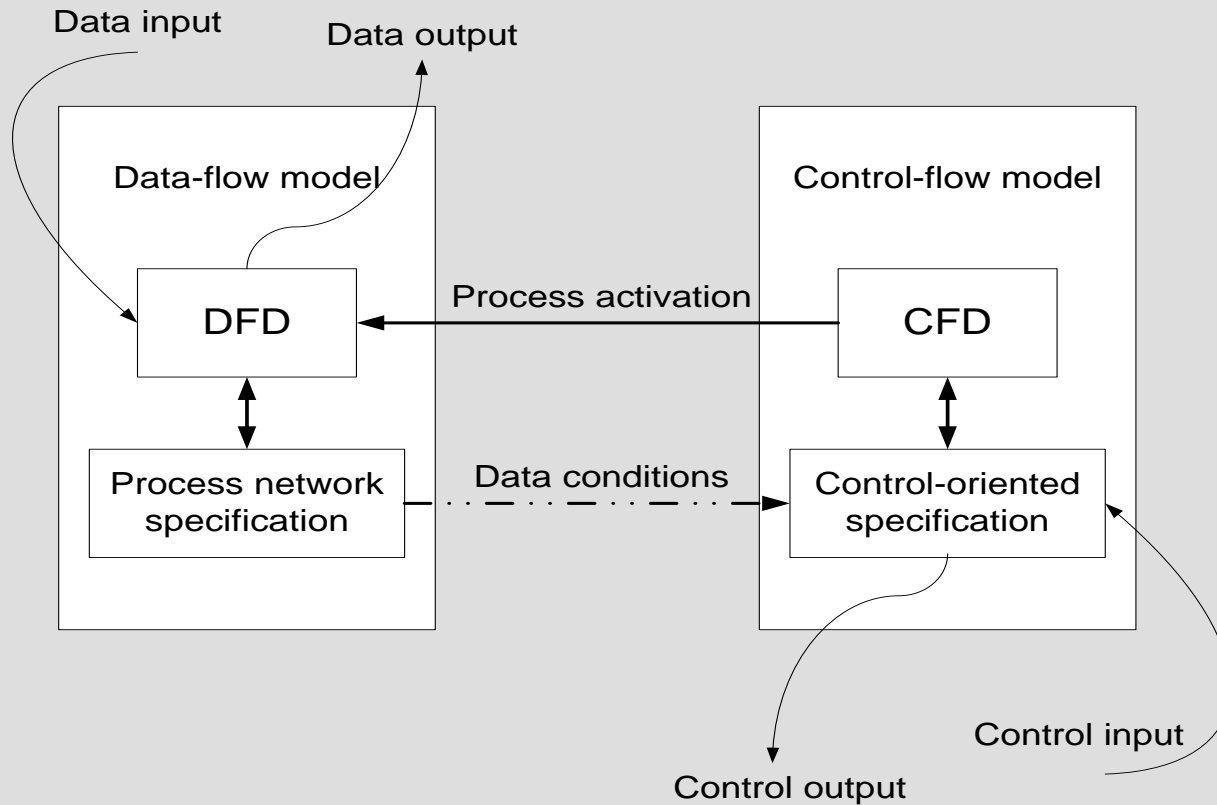 Data input
Data output
Data-flow model
Control-flow model
DFD
Process activation
CFD
Process network
specification
Data conditions
Control-oriented
specification
Control input
Control output